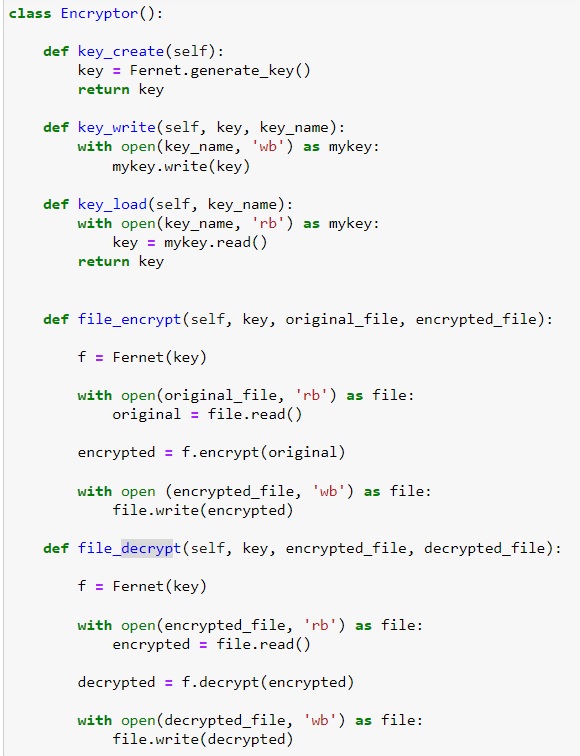 class Encryptor():
    def key_create(self):
        key = Fernet.generate_key()
        return key
    def key_write(self, key, key_name):
        with open(key_name, 'wb') as mykey:
            mykey.write(key)
    def key_load(self, key_name):
        with open(key_name, 'rb') as mykey:
            key = mykey.read()
        return key
    def file_encrypt(self, key, original_file, encrypted_file):
        f = Fernet(key)
        with open(original_file, 'rb') as file:
            original = file.read()
        encrypted = f.encrypt(original)
        with open (encrypted_file, 'wb') as file:
            file.write(encrypted)
    def file_decrypt(self, key, encrypted_file, decrypted_file):
        f = Fernet(key)
        with open(encrypted_file, 'rb') as file:
            encrypted = file.read()
        decrypted = f.decrypt(encrypted)
        with open(decrypted_file, 'wb') as file:
            file.write(decrypted)